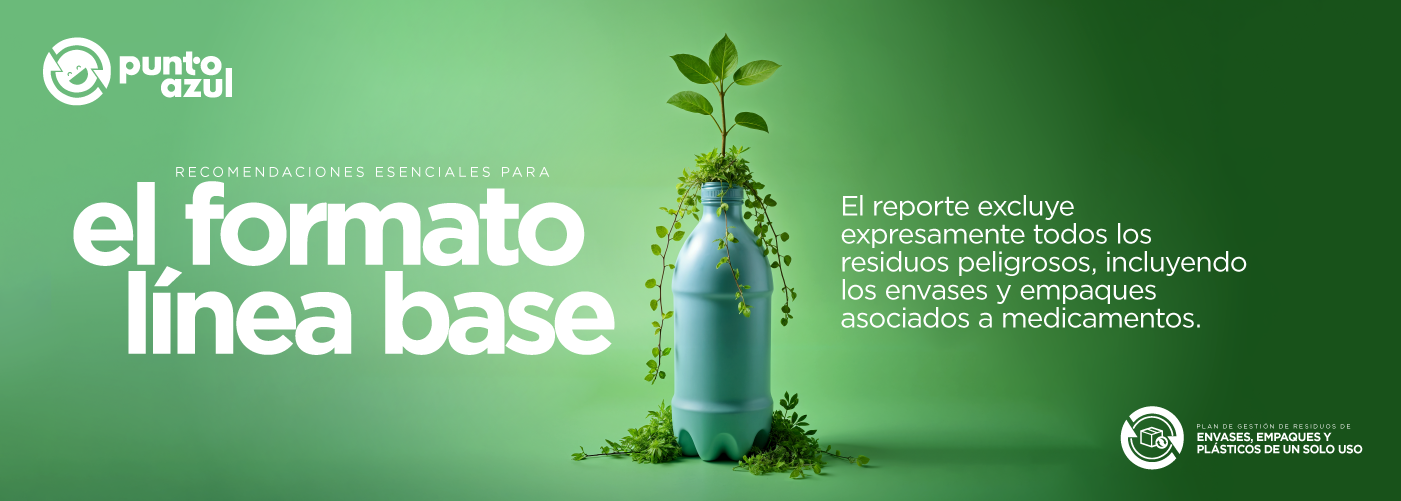 punto
azul
RECOMENDACIONES ESENCIALES PARA
el formato
línea base
El reporte excluye
expresamente todos los
residuos peligrosos, incluyendo
los envases y empaques
asociados a medicamentos.
PLAN DE GESTIÓN DE RESIDUOS DE
ENVASES, EMPAQUES Y
PLÁSTICOS DE UN SOLO USO